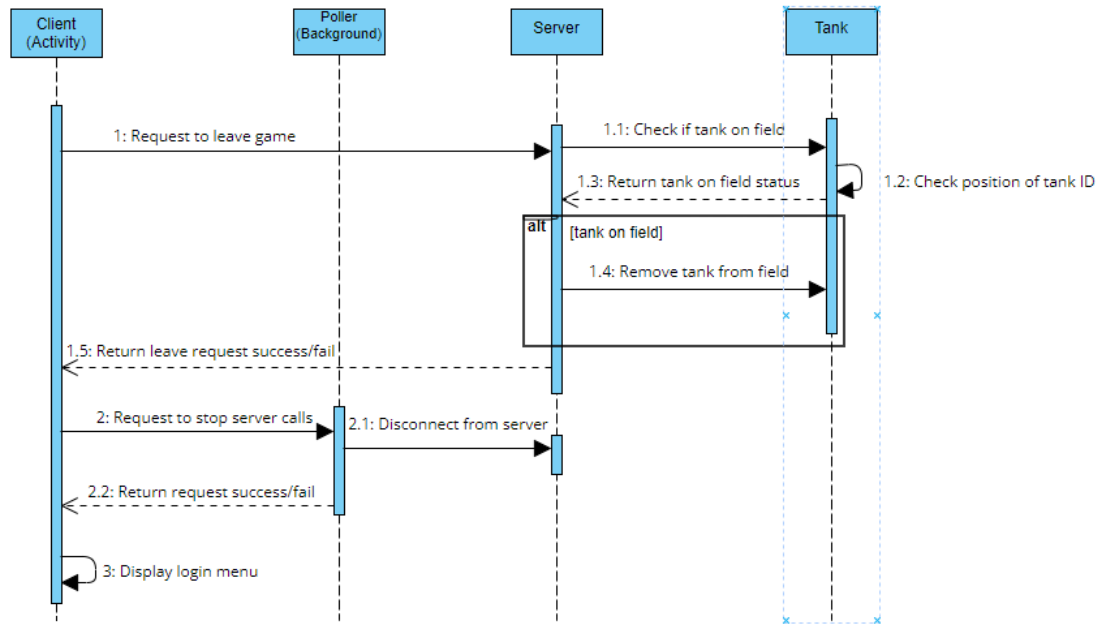 Client
(Activity)
Poller
(Background)
Server
Tank
1: Request to leave game
1.1: Check if tank on field
1.2: Check position of tank ID
1.3: Return tank on field status
alt
[tank on field]
1.4: Remove tank from field
1.5: Return leave request success/fail
2: Request to stop server calls
2.1: Disconnect from server
2.2: Return request success/fail
3: Display login menu